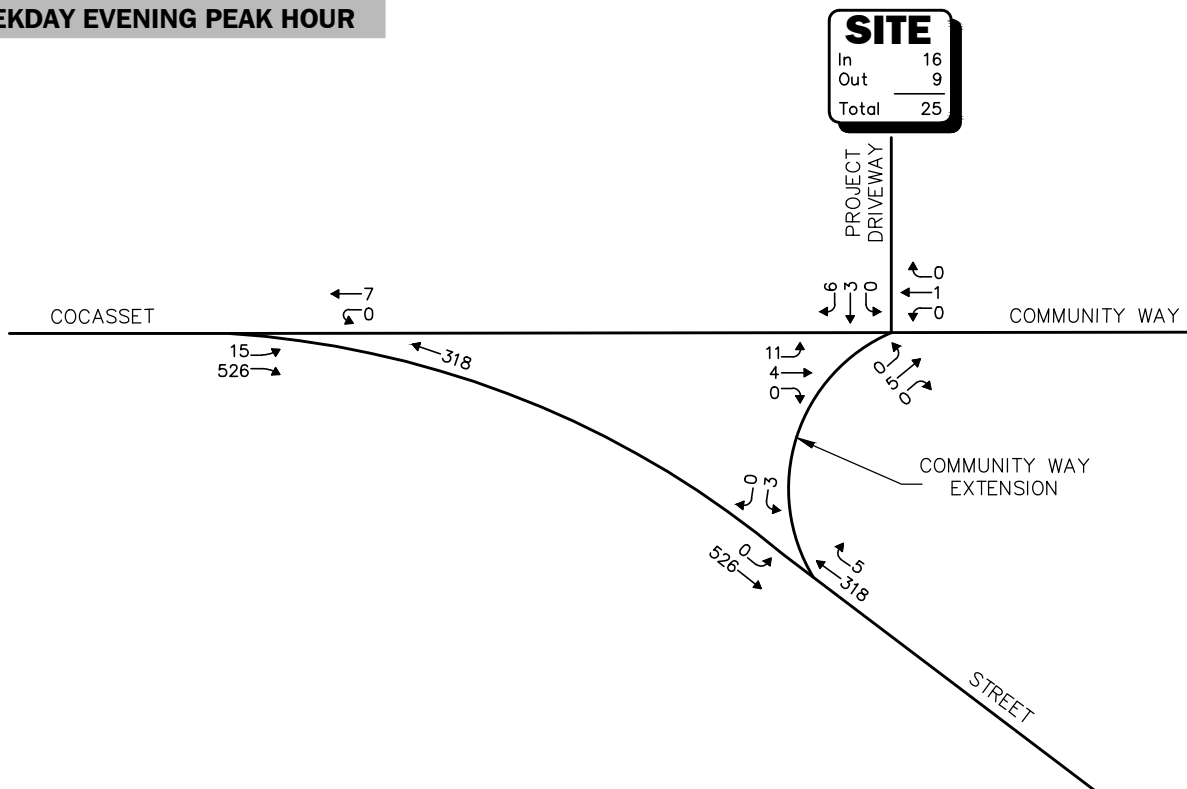 EKDAY EVENING PEAK HOUR
SITE
In 16
Out 9
Total 25
PROJECT
DRIVEWAY
6
3
0
0
1
0
7
0
COCASSET
COMMUNITY WAY
15
526
318
11
4
0
0
5
0
COMMUNITY WAY
EXTENSION
0
3
0
526
5
318
STREET